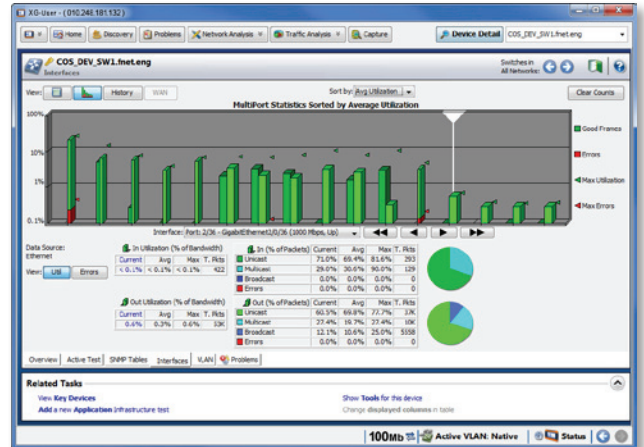 XG-User - ( 010.248.181.132 )
Home Discovery Problems Network Analysis Traffic Analysis Capture Device Detail COS_DEV_SW1.fnet.eng
COS_DEV_SW1.fnet.eng
Interfaces
Switches in
All Networks:
View: History WAN Sort by: Avg Utilization Clear Counts
MultiPort Statistics Sorted by Average Utilization
100%
10%
1%
0.1%
Good Frames
Errors
Max Utilization
Max Errors
Interface: Port: 2/36 - GigabitEthernet2/0/36 (1000 Mbps, Up)
Data Source:
Ethernet
View: Util Errors
In Utilization (% of Bandwidth)
Current Avg Max T. Pkts
< 0.1% < 0.1% < 0.1% 422
In (% of Packets) Current Avg Max T. Pkts
Unicast 71.0% 69.4% 81.6% 293
Multicast 29.0% 30.6% 90.0% 129
Broadcast 0.0% 0.0% 0.0% 0
Errors 0.0% 0.0% 0.0% 0
Out Utilization (% of Bandwidth)
Current Avg Max T. Pkts
0.6% 0.3% 0.6%
Out (% of Packets) Current Avg Max T. Pkts
Unicast 60.5% 69.8% 77.7% 37K
Multicast 27.4% 19.7% 27.4% 10K
Broadcast 12.1% 10.6% 25.0% 5558
Errors 0.0% 0.0% 0.0% 0
Overview Active Test SNMP Tables Interfaces VLAN Problems
Related Tasks
View Key Devices
Show Tools for this device
Add a new Application Infrastructure test
Change displayed columns in table
100Mb Active VLAN: Native Status